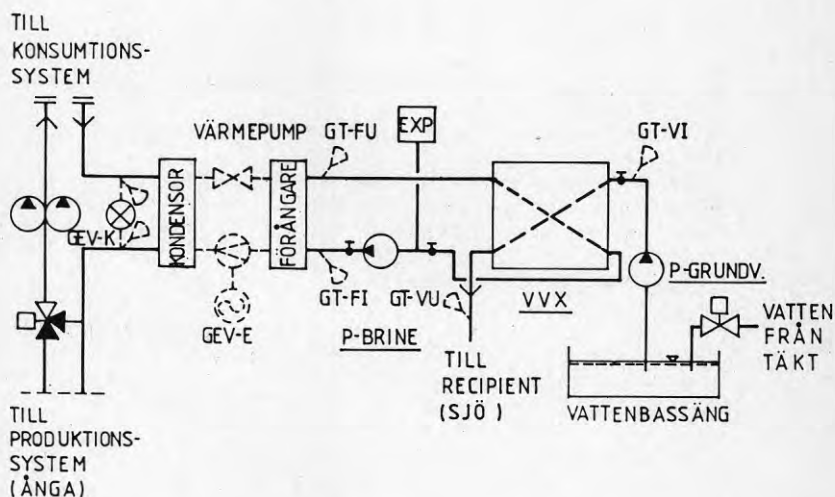 TILL
KONSUMTIONS-
SYSTEM
VÄRMEPUMP
GT-FU
EXP
GT-VI
KONDENSOR
FÖRÅNGARE
GEV-K
GT-FI
GT-VU
VVX
P-GRUNDV.
GEV-E
P-BRINE
VATTEN
FRÅN
TÄKT
TILL
RECIPIENT
(SJÖ)
VATTENBASSÄNG
TILL
PRODUKTIONS-
SYSTEM
(ÅNGA)